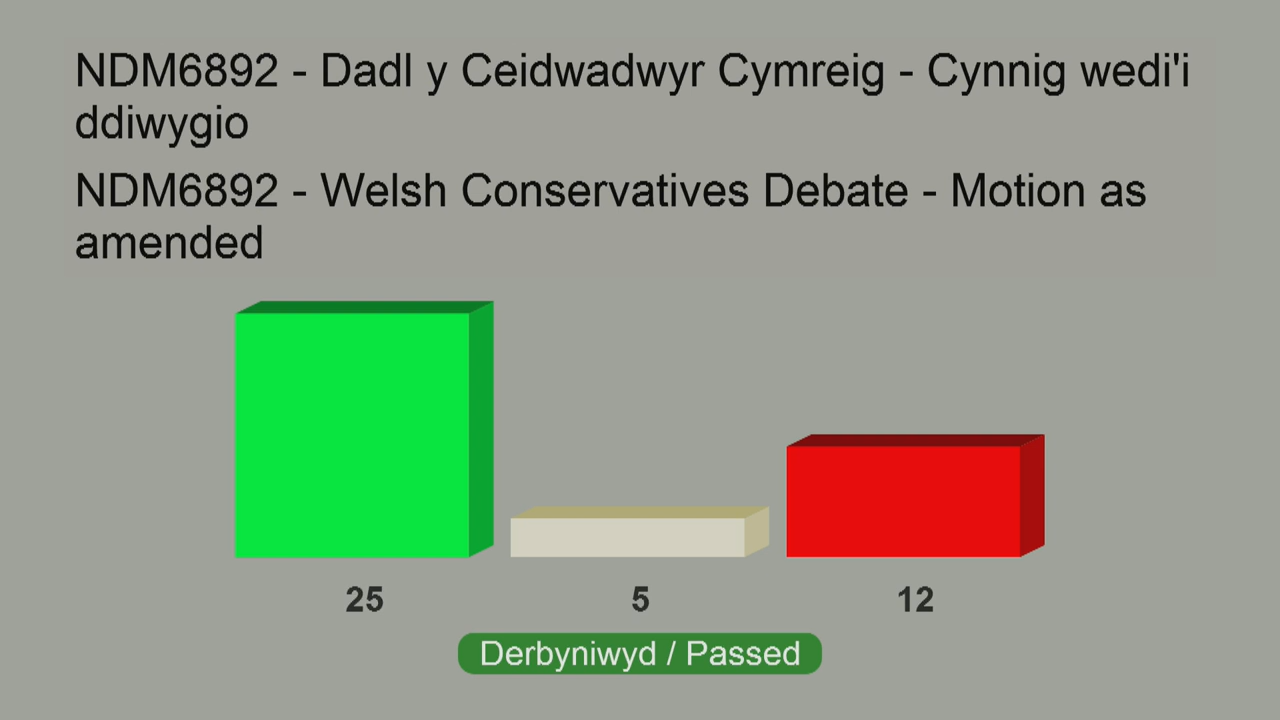 NDM6892 - Dadl y Ceidwadwyr Cymreig - Cynnig wedi'i
ddiwygio
NDM6892 - Welsh Conservatives Debate - Motion as
amended
25
5
12
Derbyniwyd / Passed